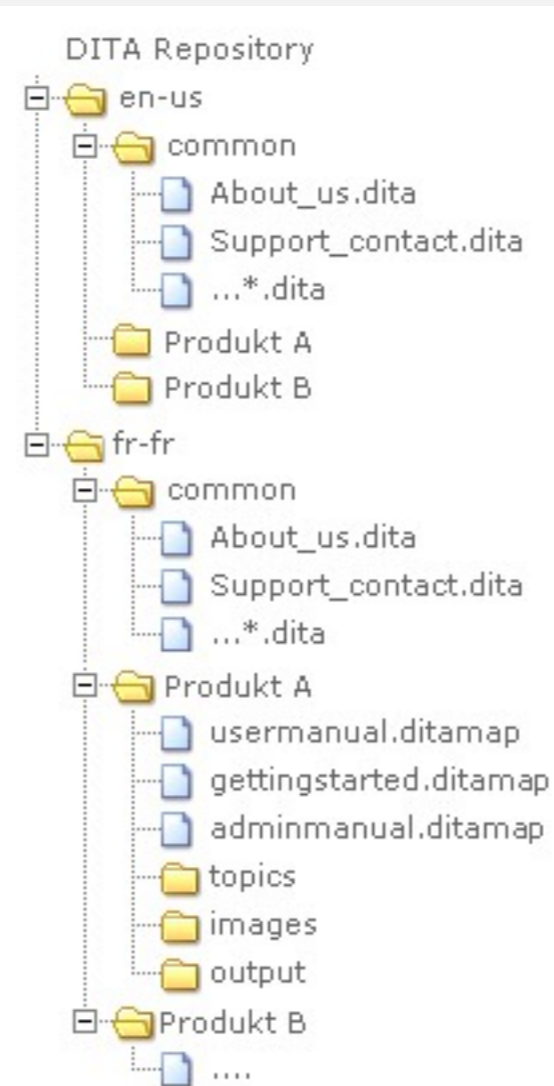 DITA Repository
en-us
common
About_us.dita
Support_contact.dita
...*.dita
Produkt A
Produkt B
fr-fr
common
About_us.dita
Support_contact.dita
...*.dita
Produkt A
usermanual.ditamap
gettingstarted.ditamap
adminmanual.ditamap
topics
images
output
Produkt B
....